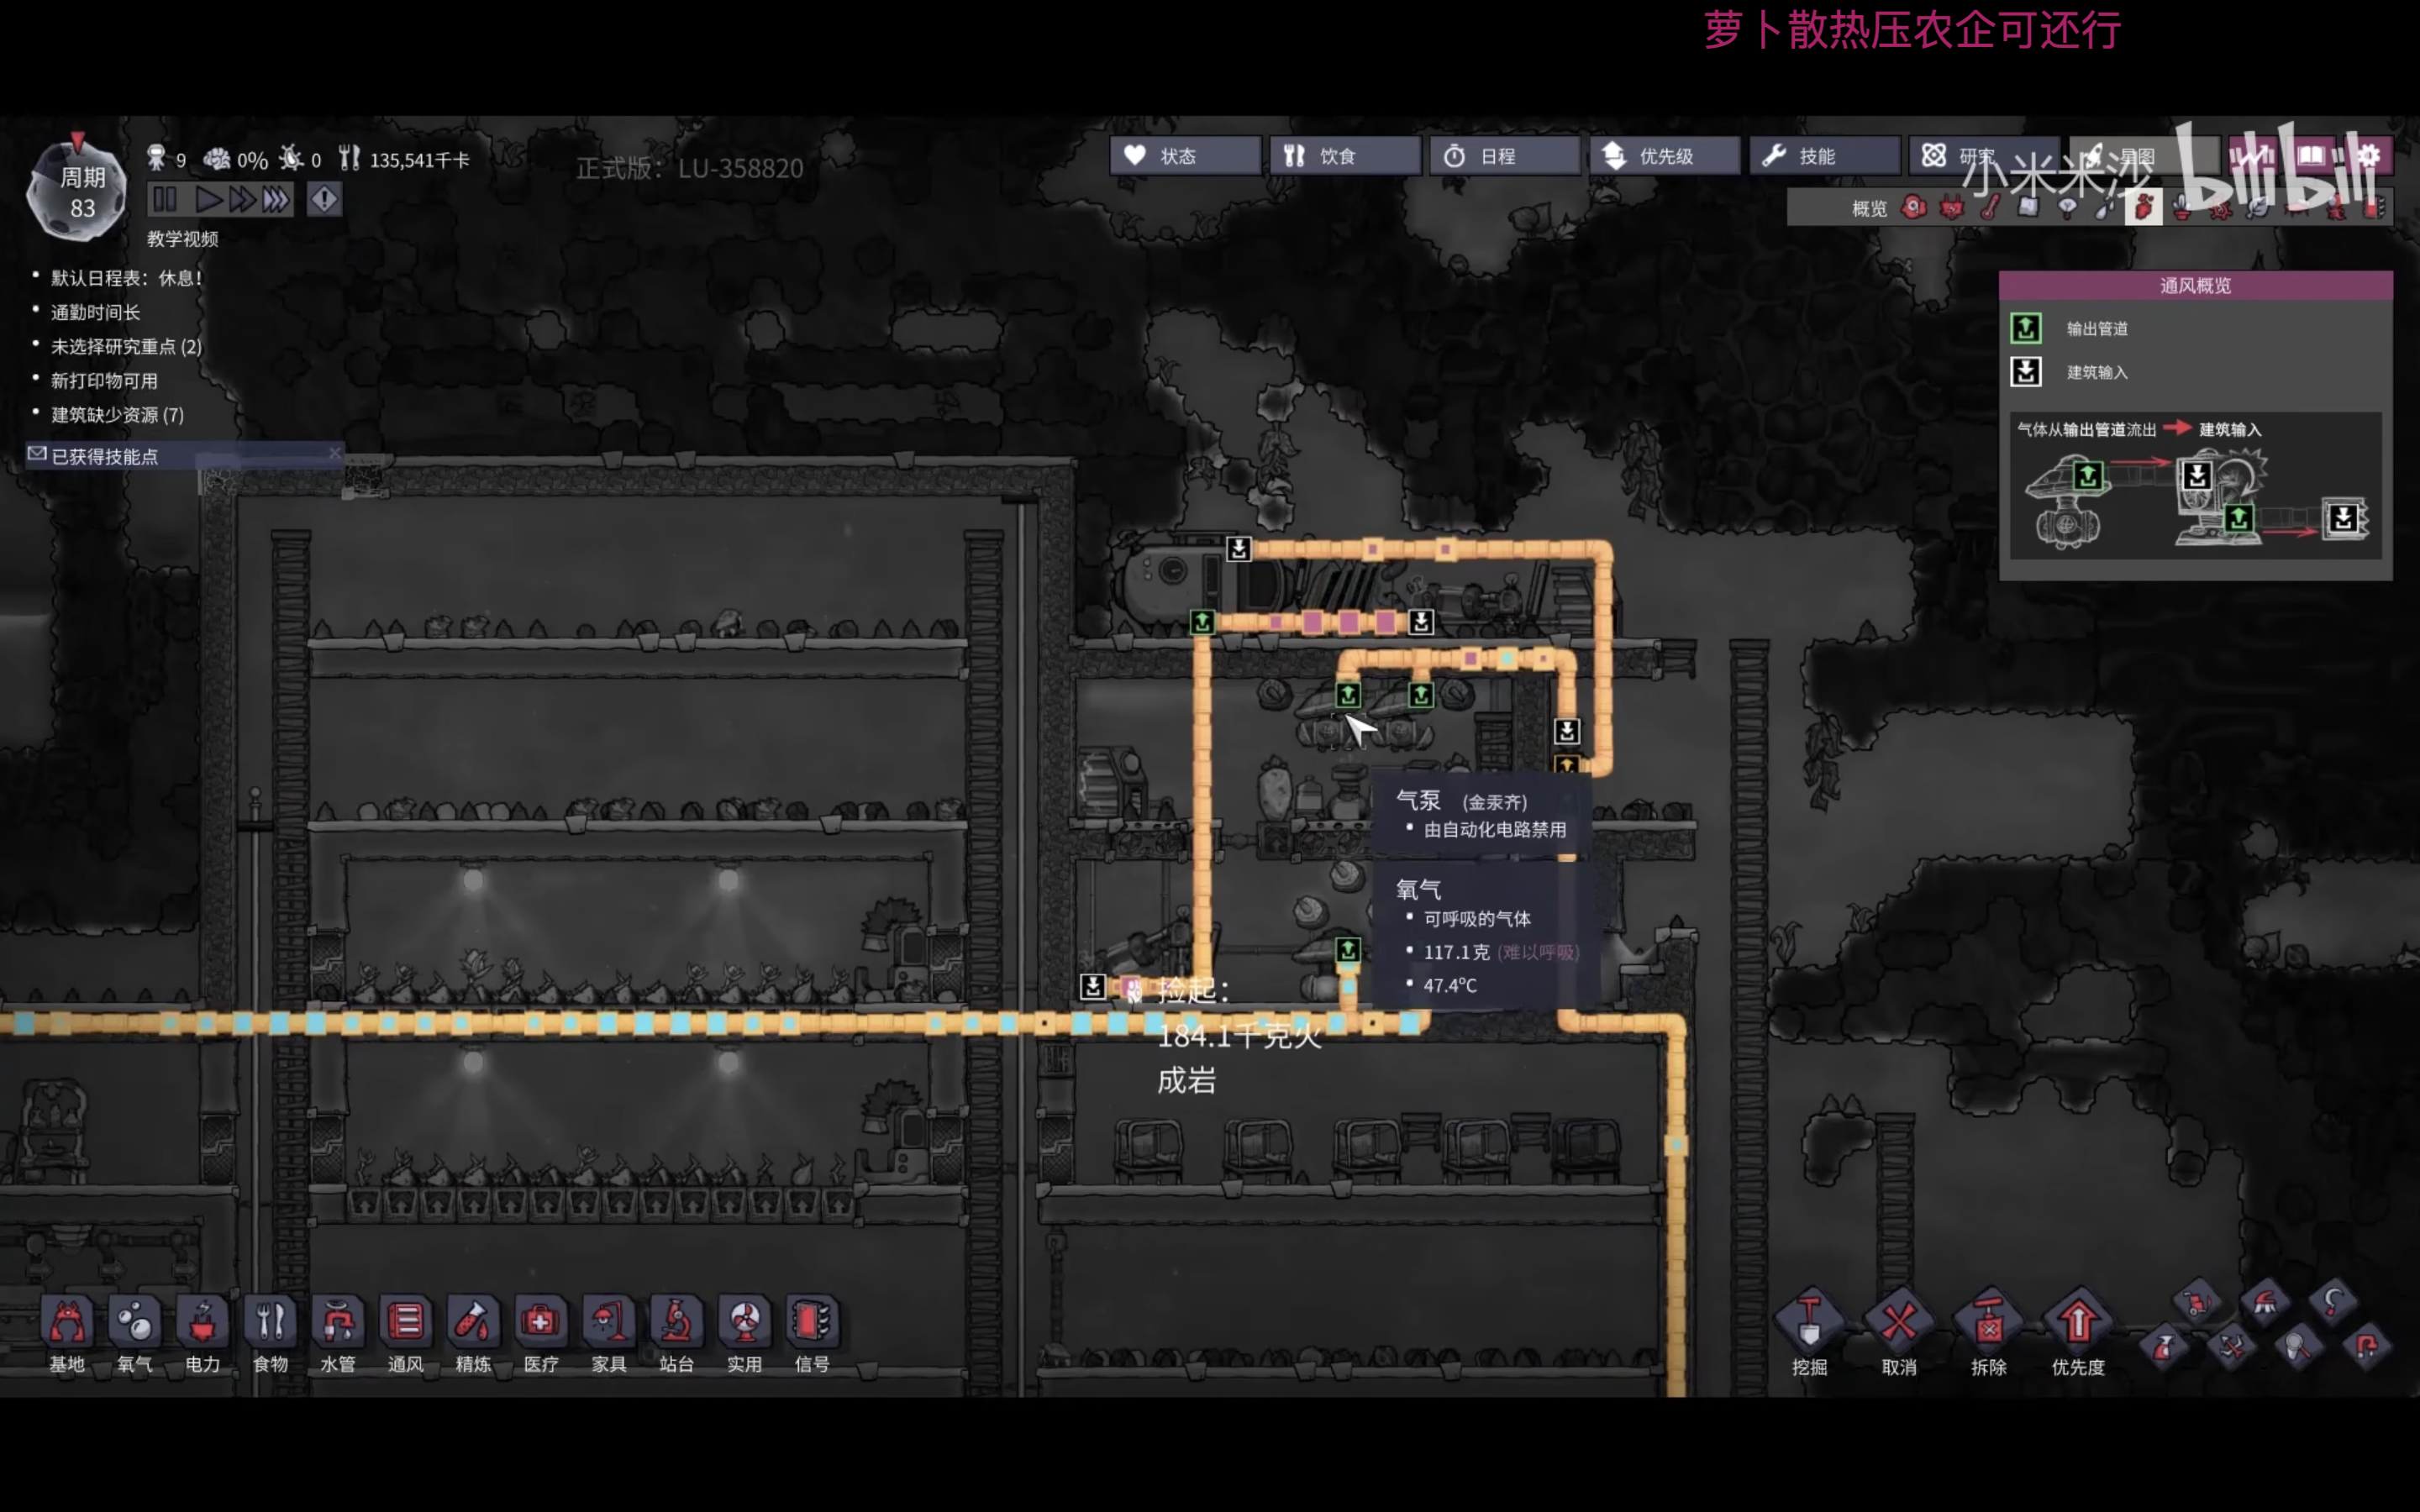 萝卜散热压农企可还行
周期
83
9
0%
0
135,541千卡
正式版：LU-358820
状态
饮食
日程
优先级
技能
研究
星图
小米米沙
bilibili
教学视频
概览
默认日程表：休息！
通勤时间长
未选择研究重点 (2)
新打印物可用
建筑缺少资源 (7)
已获得技能点
通风概览
输出管道
建筑输入
气体从输出管道流出
建筑输入
气泵 (金汞齐)
由自动化电路禁用
氧气
可呼吸的气体
117.1克 (难以呼吸)
47.4ºC
捡起：
184.1千克火
成岩
基地
氧气
电力
食物
水管
通风
精炼
医疗
家具
站台
实用
信号
挖掘
取消
拆除
优先度